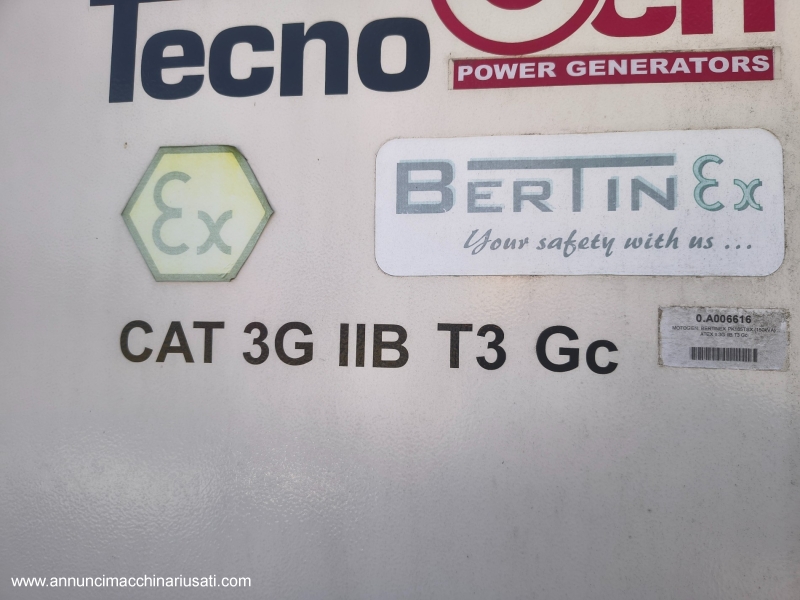 Tecno Gen
POWER GENERATORS
Ex
BERTIN Ex
Your safety with us ...
CAT 3G IIB T3 Gc
0.A006616
www.annuncimacchinariusati.com